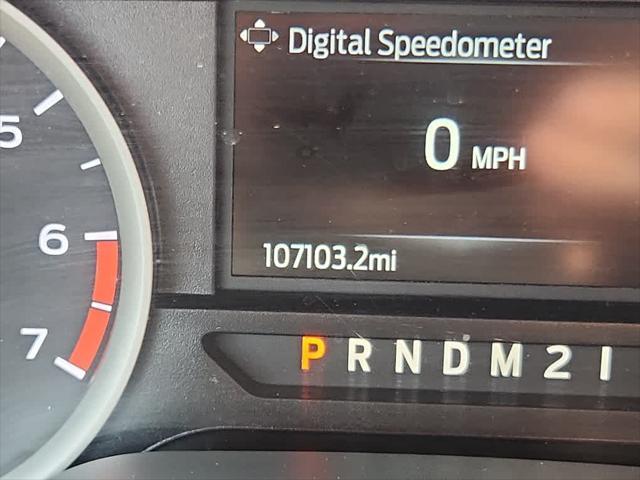 Digital Speedometer
0 MPH
107103.2mi
5
6
7
P R N D M 2 1